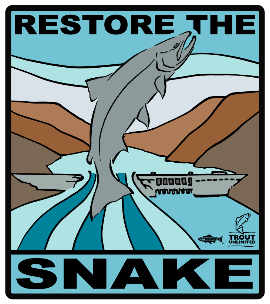 RESTORE THE
TROUT
UNLIMITED
SNAKE